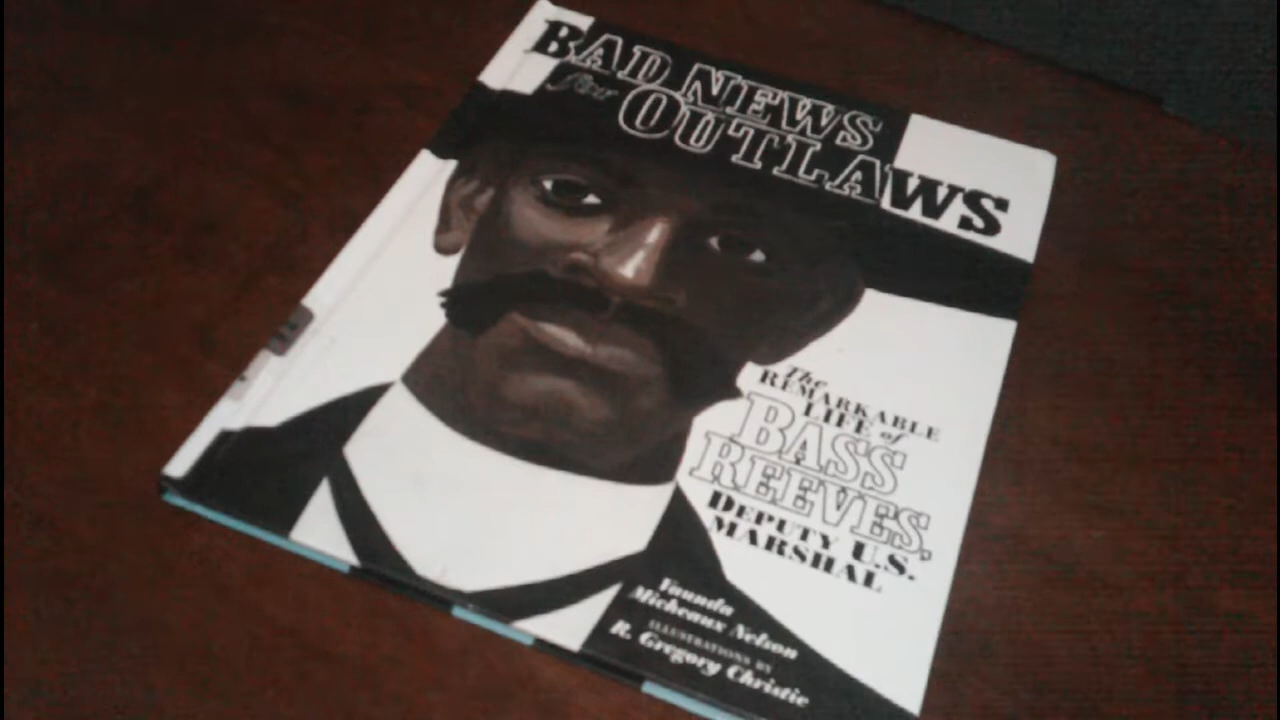 BAD NEWS
for OUTLAWS
The
REMARKABLE
LIFE of
BASS
REEVES,
DEPUTY U.S.
MARSHAL
Vaunda
Micheaux Nelson
ILLUSTRATIONS BY
R. Gregory Christie